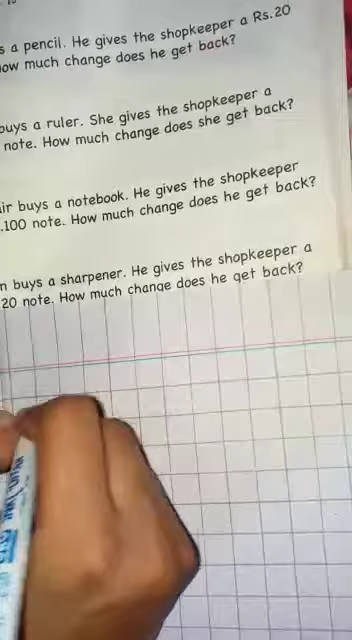 s a pencil. He gives the shopkeeper a Rs.20
ow much change does he get back?
buys a ruler. She gives the shopkeeper a
note. How much change does she get back?
ir buys a notebook. He gives the shopkeeper
.100 note. How much change does he get back?
n buys a sharpener. He gives the shopkeeper a
20 note. How much change does he get back?